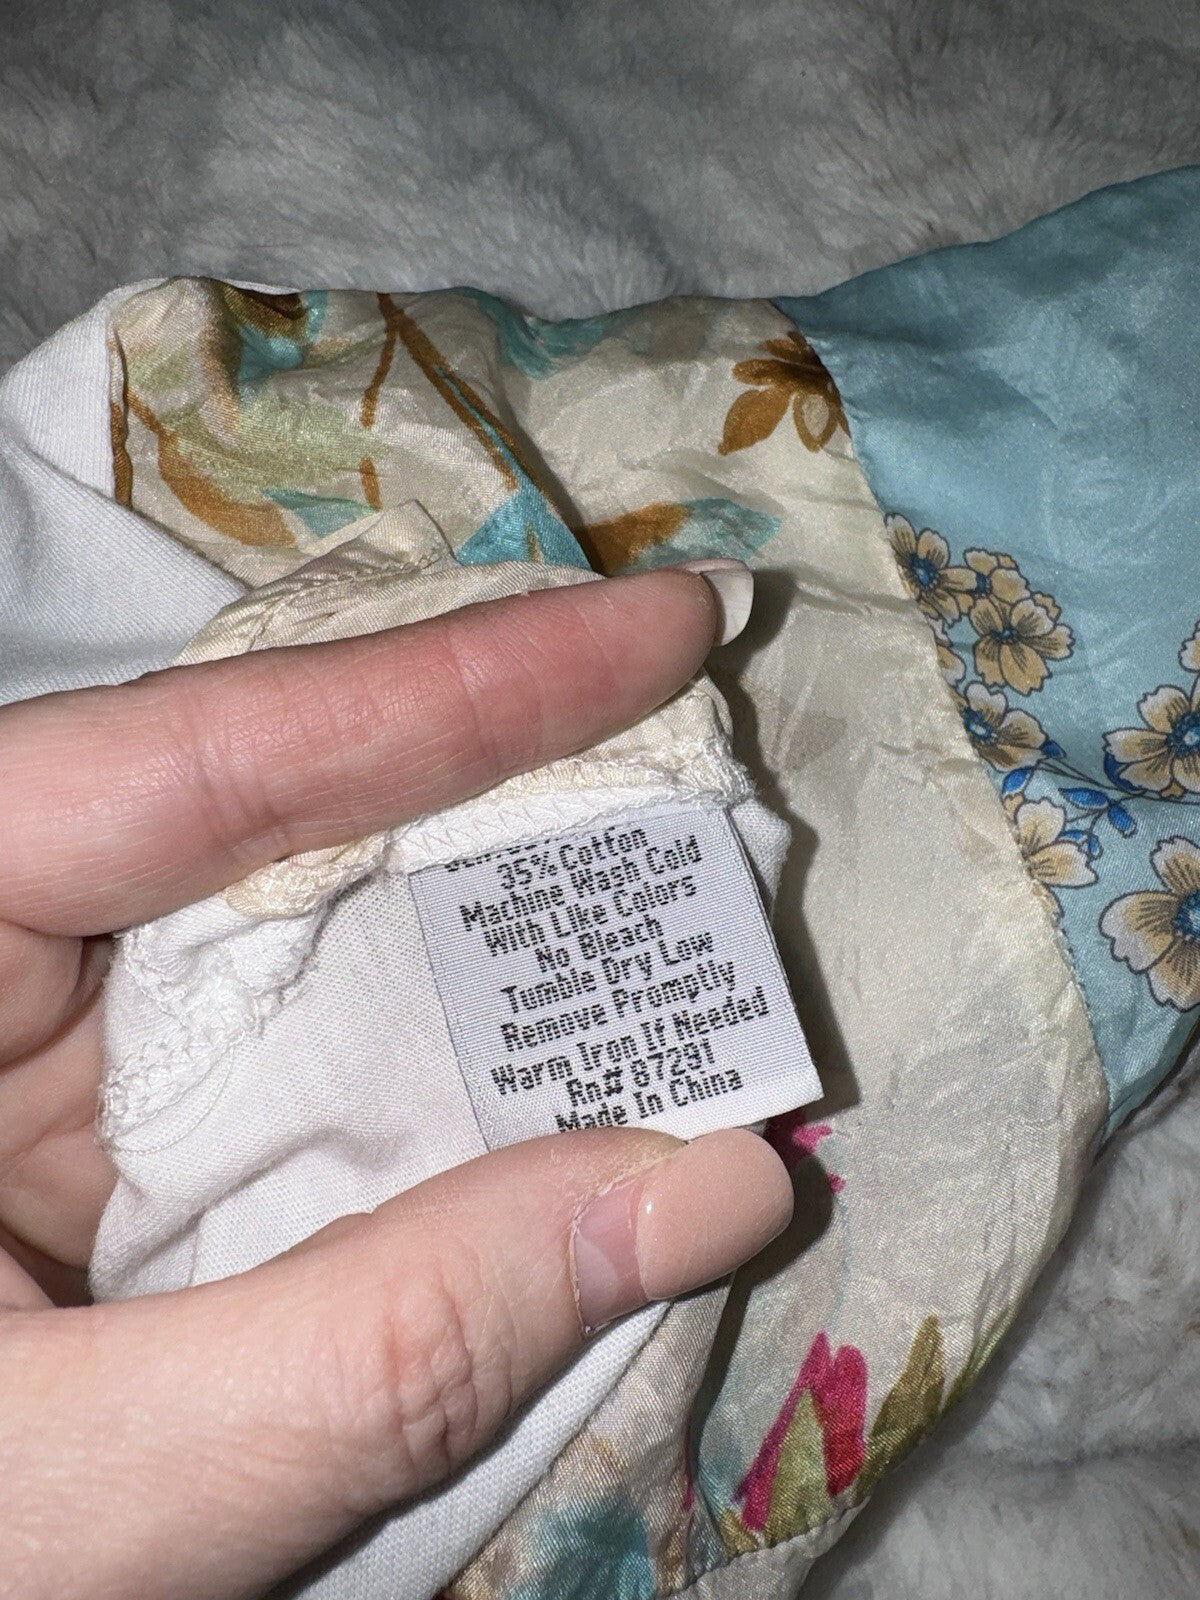 35% Cotton
Machine Wash Cold
With Like Colors
No Bleach
Tumble Dry Low
Remove Promptly
Warm Iron If Needed
Rn# 87291
Made In China